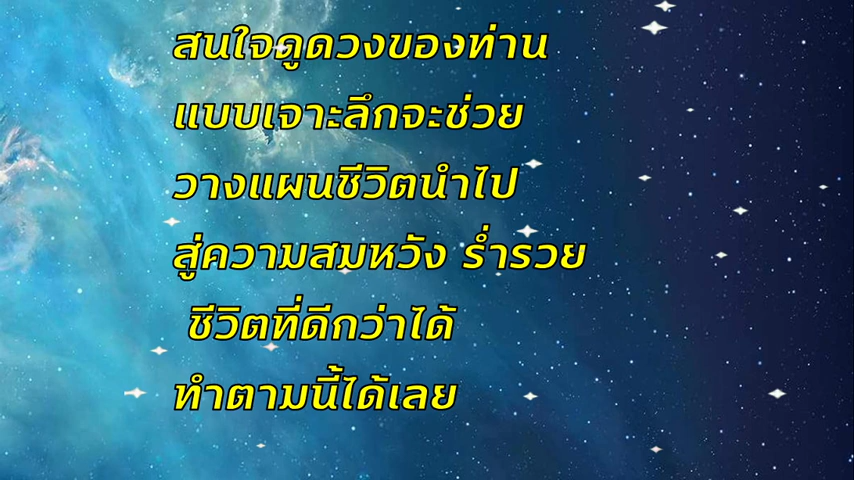 สนใจดูดวงของท่าน
แบบเจาะลึกจะช่วย
วางแผนชีวิตนำไป
สู่ความสมหวัง ร่ำรวย
ชีวิตที่ดีกว่าได้
ทำตามนี้ได้เลย